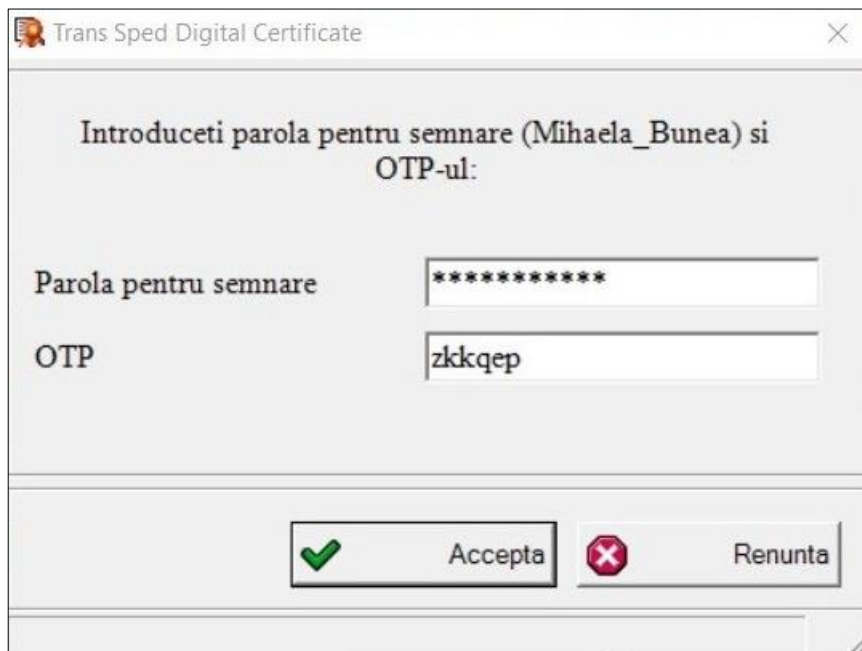 Trans Sped Digital Certificate
Introduceti parola pentru semnare (Mihaela_Bunea) si
OTP-ul:
Parola pentru semnare
***********
OTP
zkkqep
Accepta
Renunta